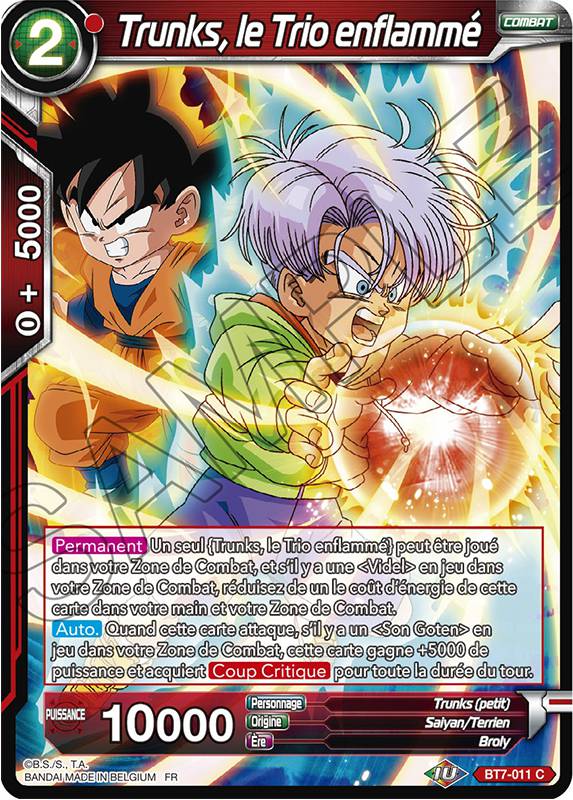 2
Trunks, le Trio enflammé
COMBAT
0 + 5000
SAMPLE
Permanent Un seul {Trunks, le Trio enflammé} peut être joué
dans votre Zone de Combat, et s'il y a une <Videl> en jeu dans
votre Zone de Combat, réduisez de un le coût d'énergie de cette
carte dans votre main et votre Zone de Combat.
Auto. Quand cette carte attaque, s'il y a un <Son Goten> en
jeu dans votre Zone de Combat, cette carte gagne +5000 de
puissance et acquiert Coup Critique pour toute la durée du tour.
PUISSANCE
10000
Personnage Trunks (petit)
Origine Saiyan/Terrien
Ère Broly
©B.S./S., T.A.
BANDAI MADE IN BELGIUM FR
BT7-011 C